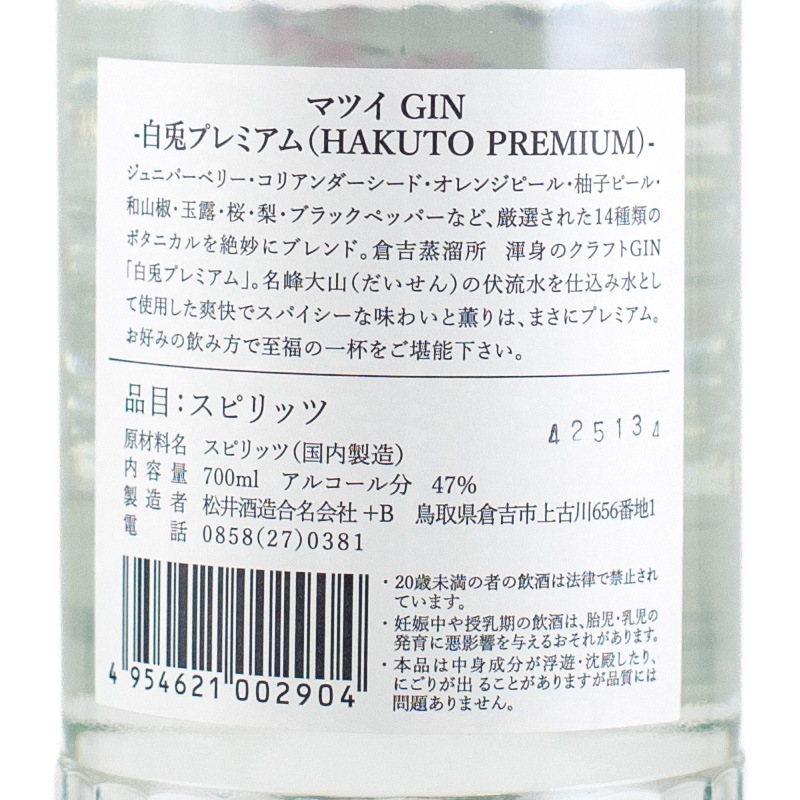 マツイ GIN
-白兎プレミアム(HAKUTO PREMIUM)-
ジュニパーベリー・コリアンダーシード・オレンジピール・柚子ピール・
和山椒・玉露・桜・梨・ブラックペッパーなど、厳選された14種類の
ボタニカルを絶妙にブレンド。倉吉蒸溜所 渾身のクラフトGIN
「白兎プレミアム」。名峰大山(だいせん)の伏流水を仕込み水とし
て使用した爽快でスパイシーな味わいと薫りは、まさにプレミアム。
お好みの飲み方で至福の一杯をご堪能下さい。
品目:スピリッツ
425134
原材料名 スピリッツ(国内製造)
内容量 700ml アルコール分 47%
製造者 松井酒造合名会社+B 鳥取県倉吉市上古川656番地1
電話 0858(27)0381
・20歳未満の者の飲酒は法律で禁止され
ています。
・妊娠中や授乳期の飲酒は、胎児・乳児の
発育に悪影響を与えるおそれがあります。
・本品は中身成分が浮遊・沈殿したり、
にごりが出ることがありますが品質には
問題ありません。
4 954621 002904